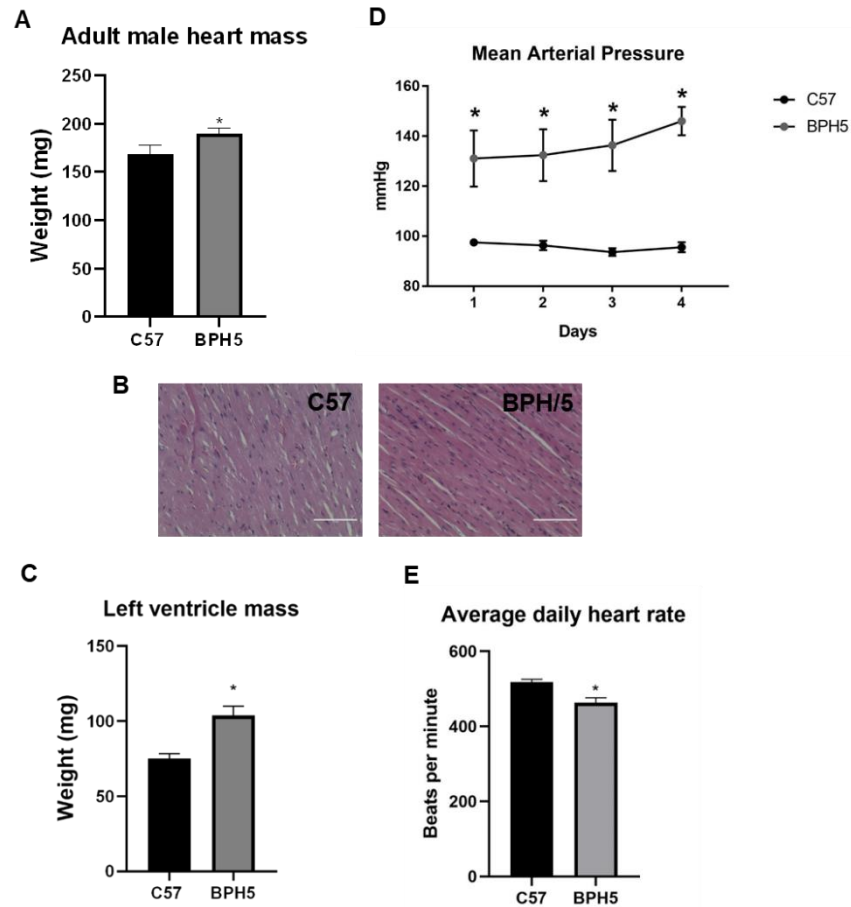 A
Adult male heart mass
Weight (mg)
250
200
150
100
50
0
*
C57
BPH5
D
Mean Arterial Pressure
mmHg
160
140
120
100
80
* * * *
1 2 3 4
Days
C57
BPH5
B
C57
BPH/5
C
Left ventricle mass
Weight (mg)
150
100
50
0
*
C57
BPH5
E
Average daily heart rate
Beats per minute
600
400
200
0
*
C57
BPH5